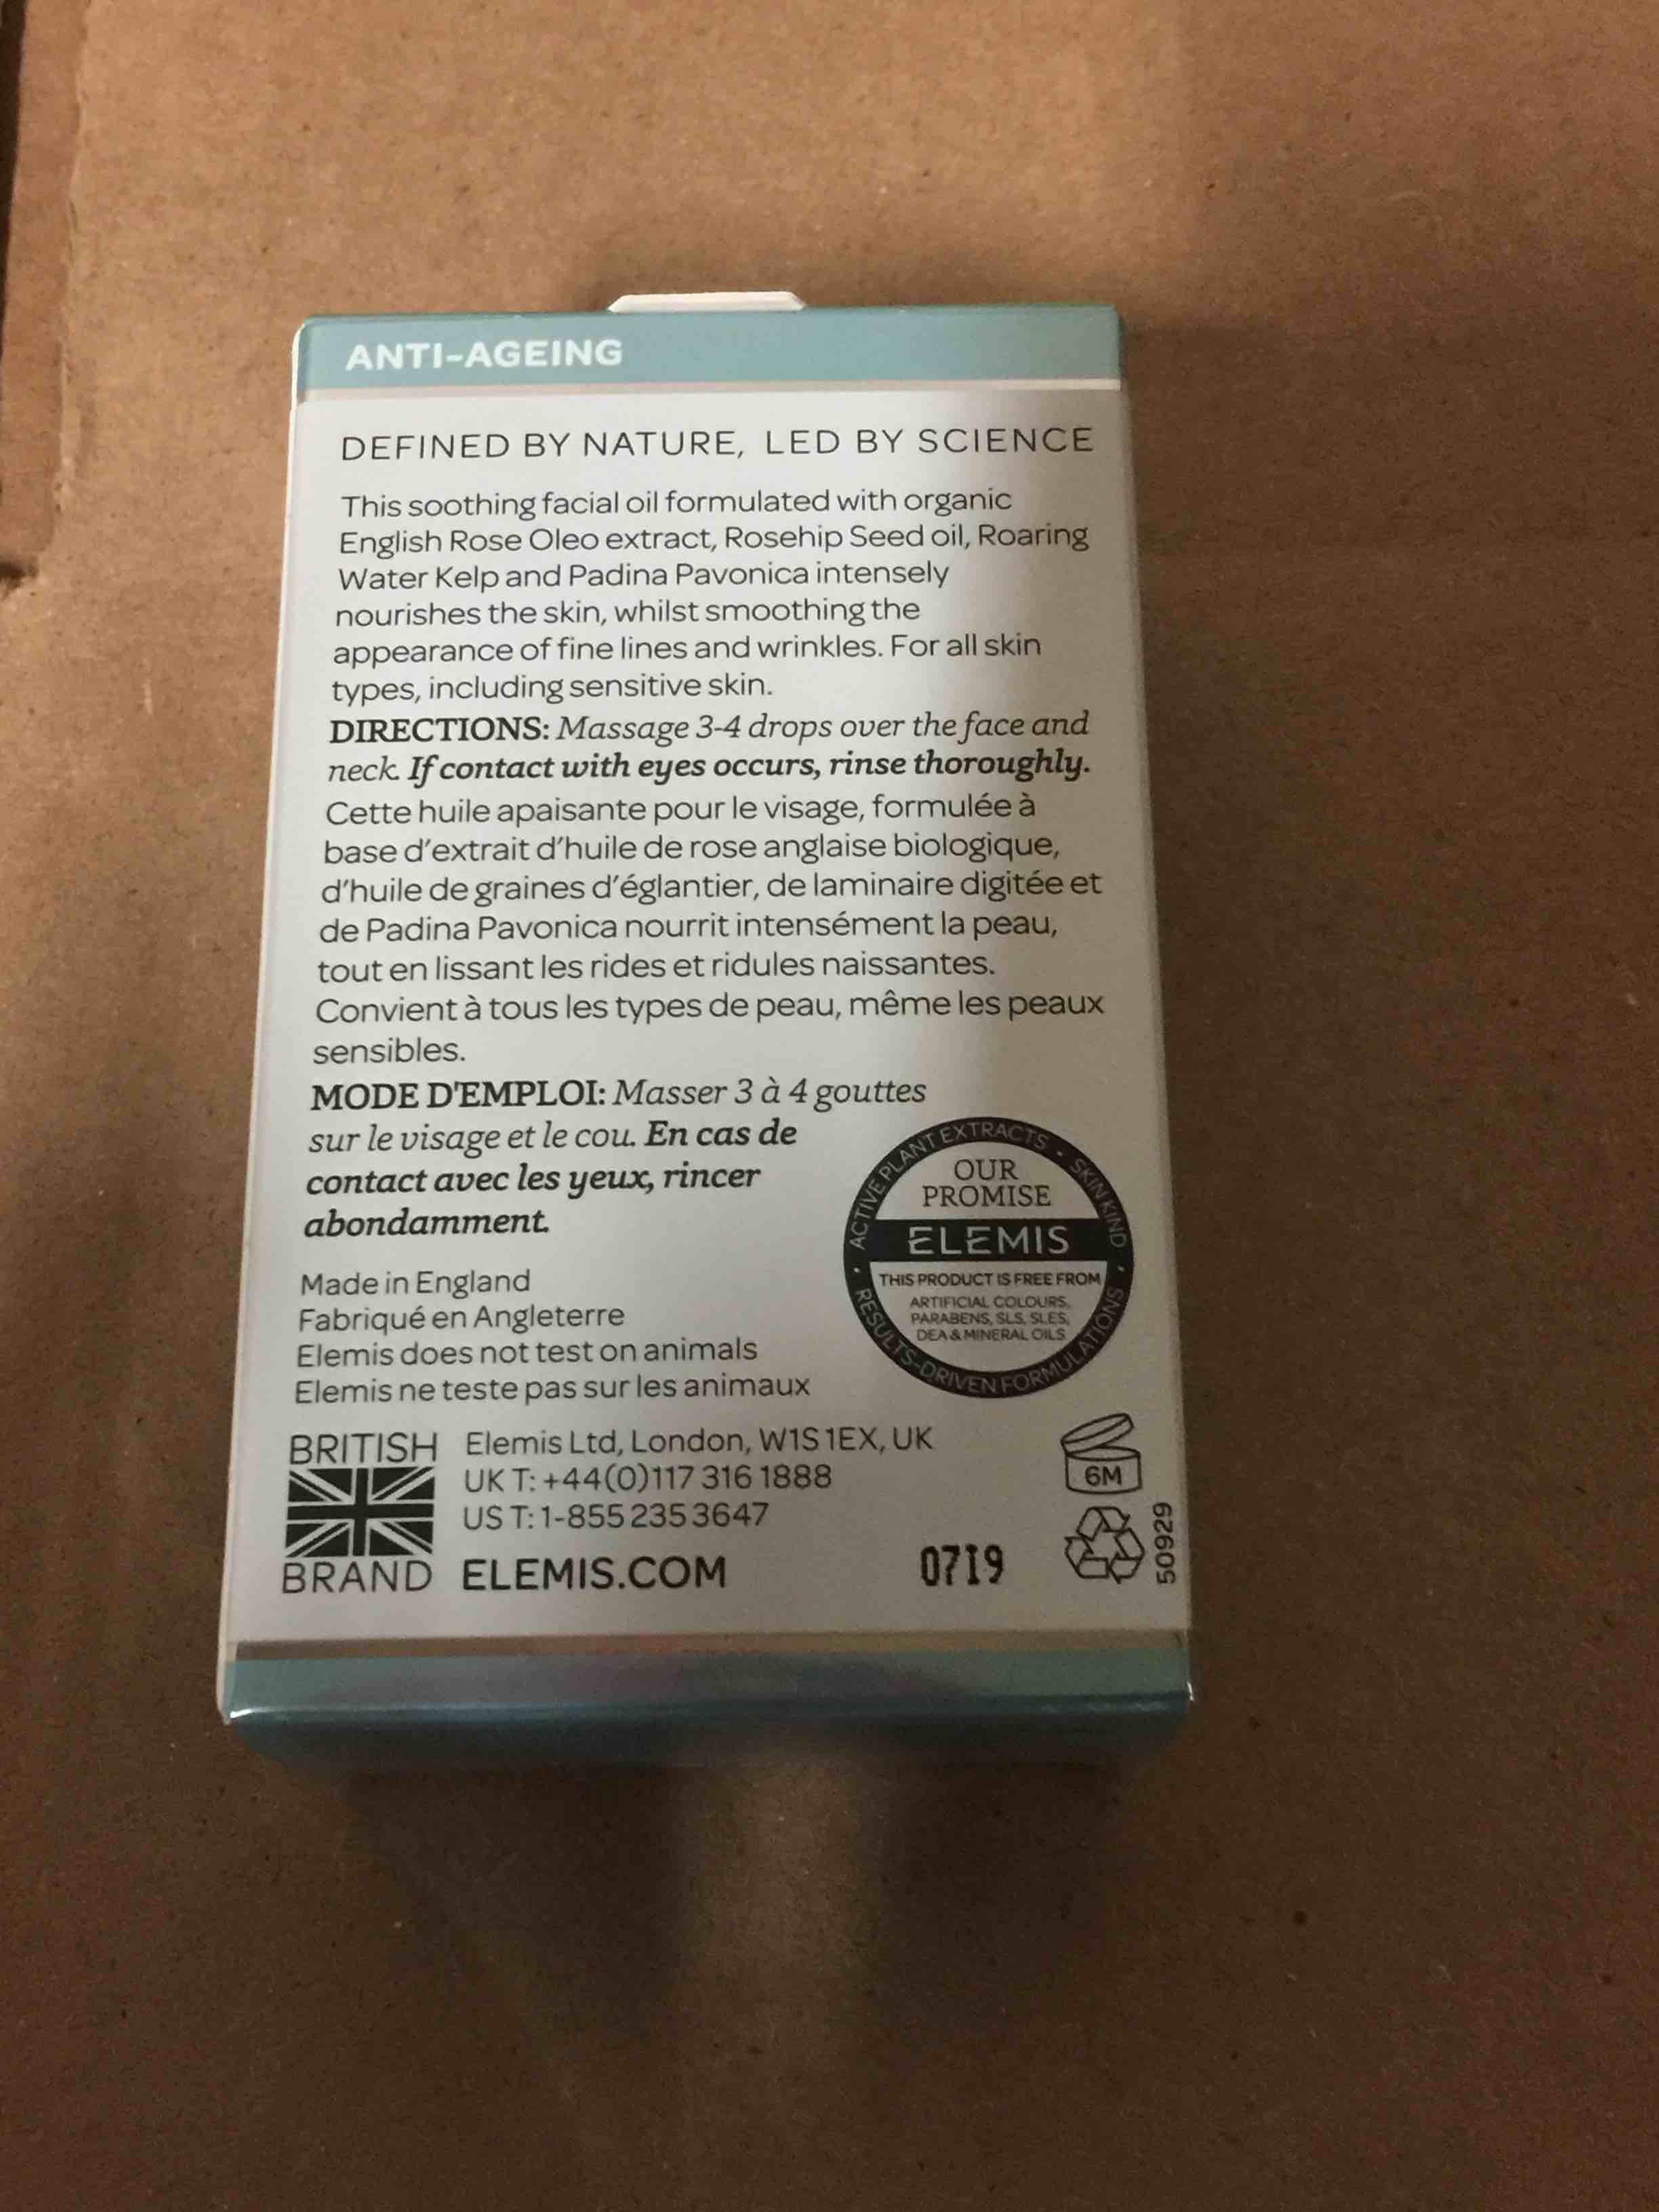 ANTI-AGEING
DEFINED BY NATURE, LED BY SCIENCE
This soothing facial oil formulated with organic
English Rose Oleo extract, Rosehip Seed oil, Roaring
Water Kelp and Padina Pavonica intensely
nourishes the skin, whilst smoothing the
appearance of fine lines and wrinkles. For all skin
types, including sensitive skin.
DIRECTIONS: Massage 3-4 drops over the face and
neck. If contact with eyes occurs, rinse thoroughly.
Cette huile apaisante pour le visage, formulée à
base d'extrait d'huile de rose anglaise biologique,
d'huile de graines d'églantier, de laminaire digitée et
de Padina Pavonica nourrit intensément la peau,
tout en lissant les rides et ridules naissantes.
Convient à tous les types de peau, même les peaux
sensibles.
MODE D'EMPLOI: Masser 3 à 4 gouttes
sur le visage et le cou. En cas de
contact avec les yeux, rincer
abondamment.
ACTIVE PLANT EXTRACTS • SKIN KIND • RESULTS-DRIVEN FORMULATIONS •
OUR
PROMISE
ELEMIS
THIS PRODUCT IS FREE FROM
ARTIFICIAL COLOURS,
PARABENS, SLS, SLES,
DEA & MINERAL OILS
Made in England
Fabriqué en Angleterre
Elemis does not test on animals
Elemis ne teste pas sur les animaux
BRITISH
BRAND
Elemis Ltd, London, W1S 1EX, UK
UK T: +44(0)117 316 1888
US T: 1-855 235 3647
ELEMIS.COM
0719
6M
50929